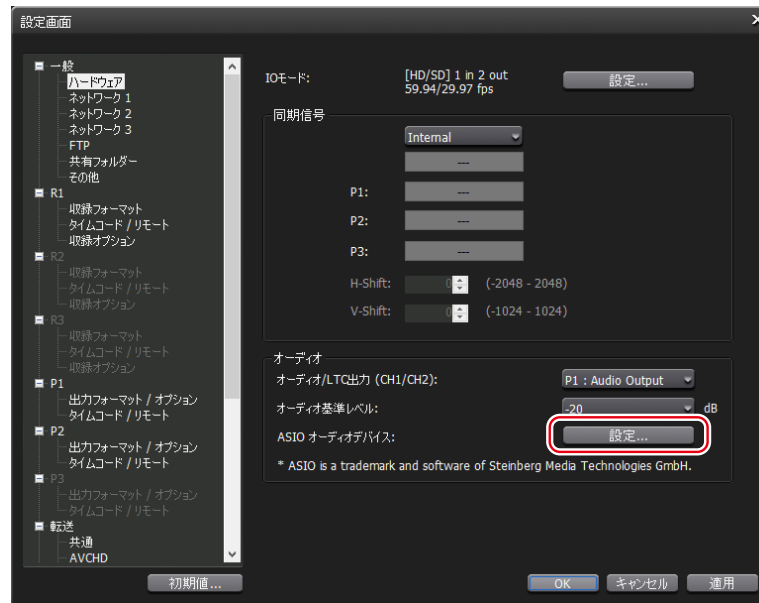 設定画面
一般
ハードウェア
ネットワーク 1
ネットワーク 2
ネットワーク 3
FTP
共有フォルダー
その他
R1
収録フォーマット
タイムコード / リモート
収録オプション
R2
収録フォーマット
タイムコード / リモート
収録オプション
R3
収録フォーマット
タイムコード / リモート
収録オプション
P1
出力フォーマット / オプション
タイムコード / リモート
P2
出力フォーマット / オプション
タイムコード / リモート
P3
出力フォーマット / オプション
タイムコード / リモート
転送
共通
AVCHD
初期値...
IOモード: [HD/SD] 1 in 2 out 設定...
59.94/29.97 fps
同期信号
Internal
---
P1: ---
P2: ---
P3: ---
H-Shift: 0 (-2048 - 2048)
V-Shift: 0 (-1024 - 1024)
オーディオ
オーディオ/LTC出力 (CH1/CH2): P1 : Audio Output
オーディオ基準レベル: -20 dB
ASIO オーディオデバイス: 設定...
* ASIO is a trademark and software of Steinberg Media Technologies GmbH.
OK キャンセル 適用